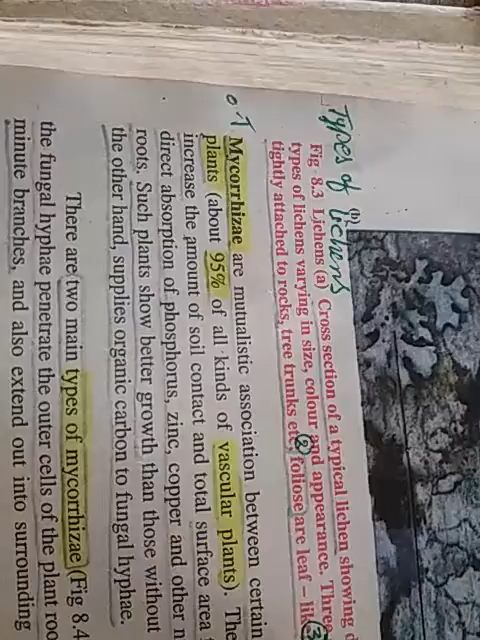 Types of lichens
(b)
Fig 8.3 Lichens (a) Cross section of a typical lichen showing
types of lichens varying in size, colour and appearance. Three
tightly attached to rocks, tree trunks etc, 2 foliose are leaf – lik
Mycorrhizae are mutualistic association between certain
plants (about 95% of all kinds of vascular plants). The
increase the amount of soil contact and total surface area
direct absorption of phosphorus, zinc, copper and other n
roots. Such plants show better growth than those without
the other hand, supplies organic carbon to fungal hyphae.
There are two main types of mycorrhizae (Fig 8.4
the fungal hyphae penetrate the outer cells of the plant roo
minute branches, and also extend out into surrounding